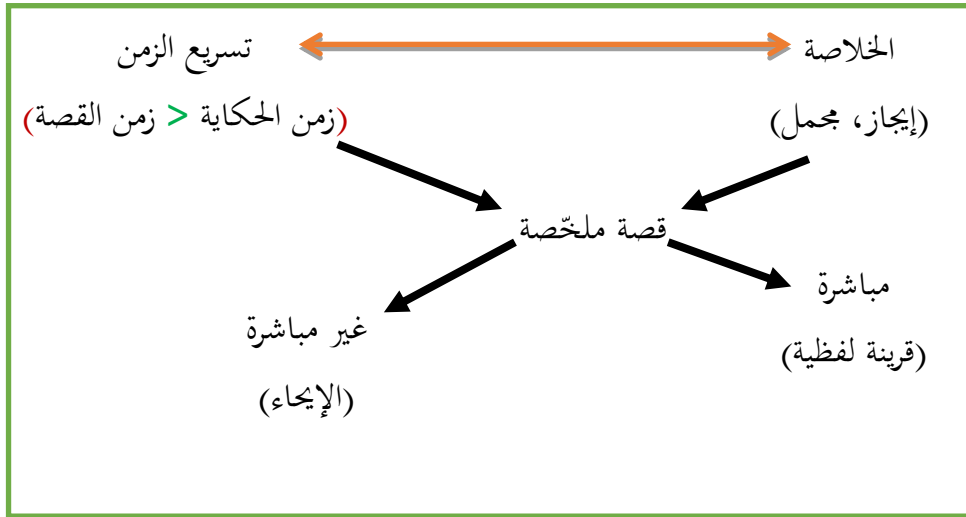 الخلاصة
تسريع الزمن
(إيجاز، مجمل)
(زمن الحكاية < زمن القصة)
قصة ملخّصة
مباشرة
(قرينة لفظية)
غير مباشرة
(الإيحاء)